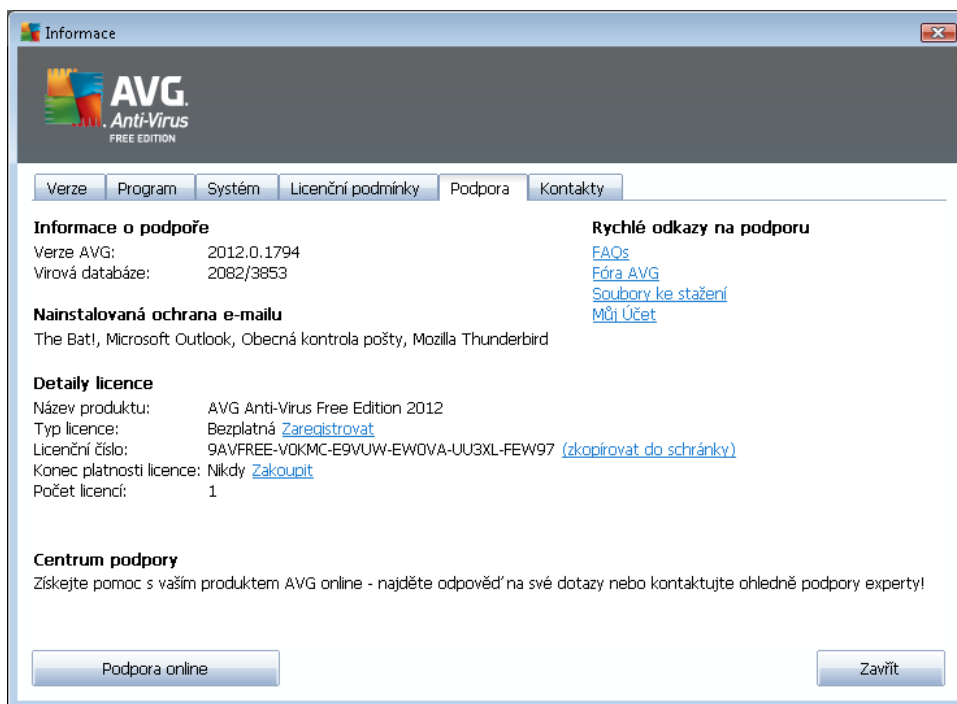 Informace
AVG.
Anti-Virus
FREE EDITION
Verze Program Systém Licenční podmínky Podpora Kontakty
Informace o podpoře
Verze AVG: 2012.0.1794
Virová databáze: 2082/3853
Nainstalovaná ochrana e-mailu
The Bat!, Microsoft Outlook, Obecná kontrola pošty, Mozilla Thunderbird
Detaily licence
Název produktu: AVG Anti-Virus Free Edition 2012
Typ licence: Bezplatná Zaregistrovat
Licenční číslo: 9AVFREE-V0KMC-E9VUW-EW0VA-UU3XL-FEW97 (zkopírovat do schránky)
Konec platnosti licence: Nikdy Zakoupit
Počet licencí: 1
Rychlé odkazy na podporu
FAQs
Fóra AVG
Soubory ke stažení
Můj Účet
Centrum podpory
Získejte pomoc s vaším produktem AVG online - najděte odpověď na své dotazy nebo kontaktujte ohledně podpory experty!
Podpora online
Zavřít